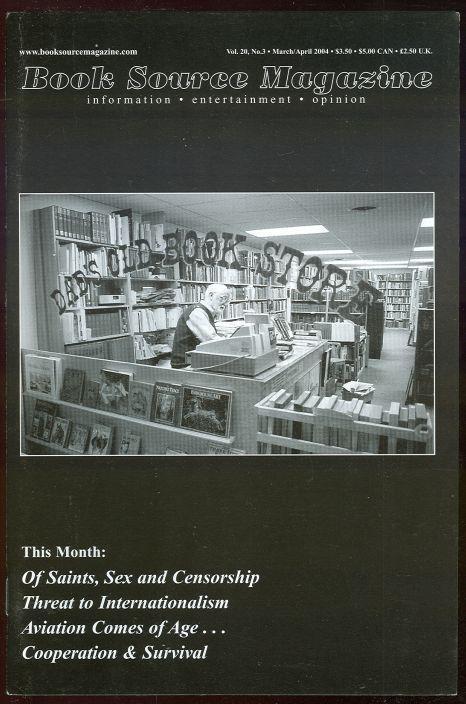 www.booksourcemagazine.com
Vol. 20, No.3 • March/April 2004 • $3.50 • $5.00 CAN • £2.50 U.K.
Book Source Magazine
information • entertainment • opinion
DAD'S OLD BOOK STORE
This Month:
Of Saints, Sex and Censorship
Threat to Internationalism
Aviation Comes of Age . . .
Cooperation & Survival